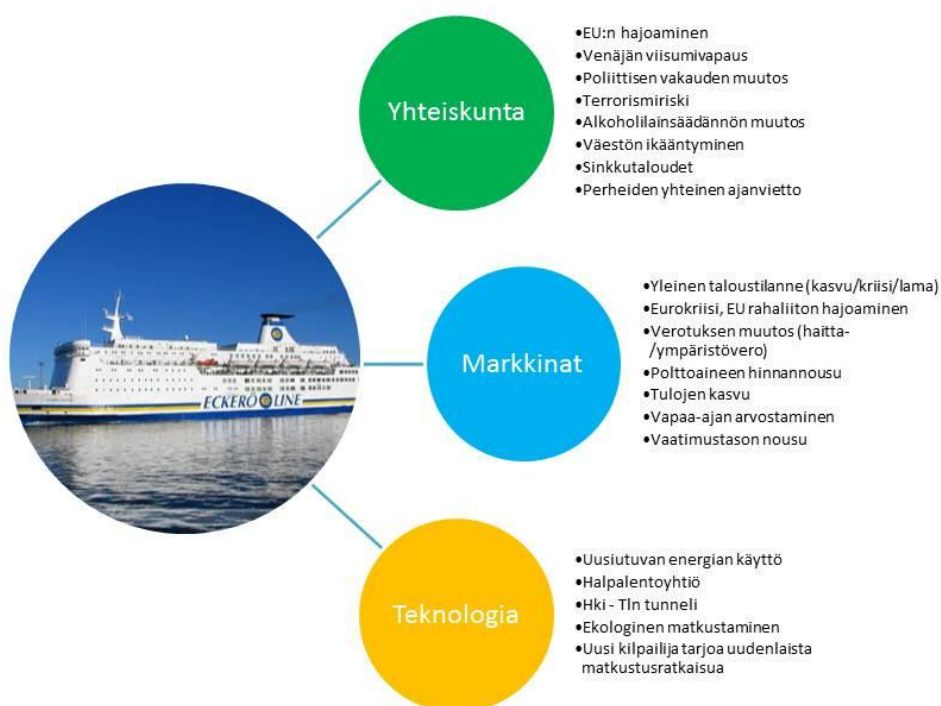 Yhteiskunta
•EU:n hajoaminen
•Venäjän viisumivapaus
•Poliittisen vakauden muutos
•Terrorismiriski
•Alkoholilainsäädännön muutos
•Väestön ikääntyminen
•Sinkkutaloudet
•Perheiden yhteinen ajanvietto
ECKERÖ LINE
Markkinat
•Yleinen taloustilanne (kasvu/kriisi/lama)
•Eurokriisi, EU rahaliiton hajoaminen
•Verotuksen muutos (haitta-
/ympäristövero)
•Polttoaineen hinnannousu
•Tulojen kasvu
•Vapaa-ajan arvostaminen
•Vaatimustason nousu
Teknologia
•Uusiutuvan energian käyttö
•Halpalentoyhtiö
•Hki - Tln tunneli
•Ekologinen matkustaminen
•Uusi kilpailija tarjoa uudenlaista
matkustusratkaisua